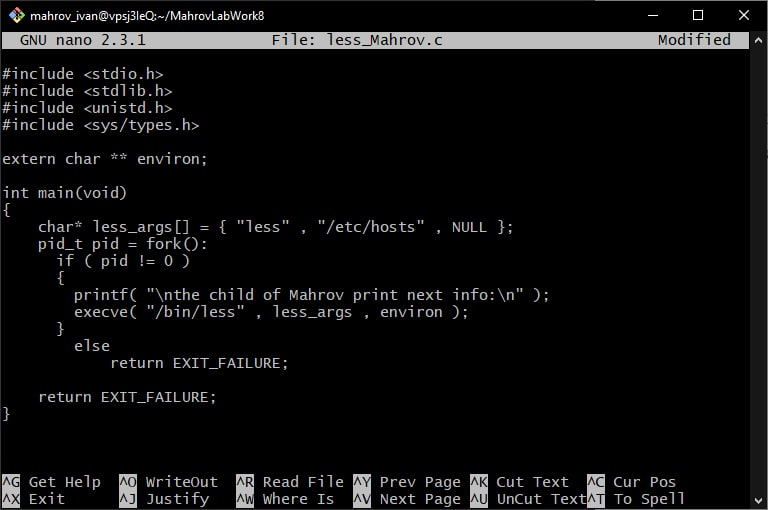 mahrov_ivan@vpsj3leQ:~/MahrovLabWork8
GNU nano 2.3.1 File: less_Mahrov.c Modified
#include <stdio.h>
#include <stdlib.h>
#include <unistd.h>
#include <sys/types.h>
extern char ** environ;
int main(void)
{
char* less_args[] = { "less" , "/etc/hosts" , NULL };
pid_t pid = fork():
if ( pid != 0 )
{
printf( "\nthe child of Mahrov print next info:\n" );
execve( "/bin/less" , less_args , environ );
}
else
return EXIT_FAILURE;
return EXIT_FAILURE;
}
^G Get Help ^O WriteOut ^R Read File ^Y Prev Page ^K Cut Text ^C Cur Pos
^X Exit ^J Justify ^W Where Is ^V Next Page ^U UnCut Text ^T To Spell